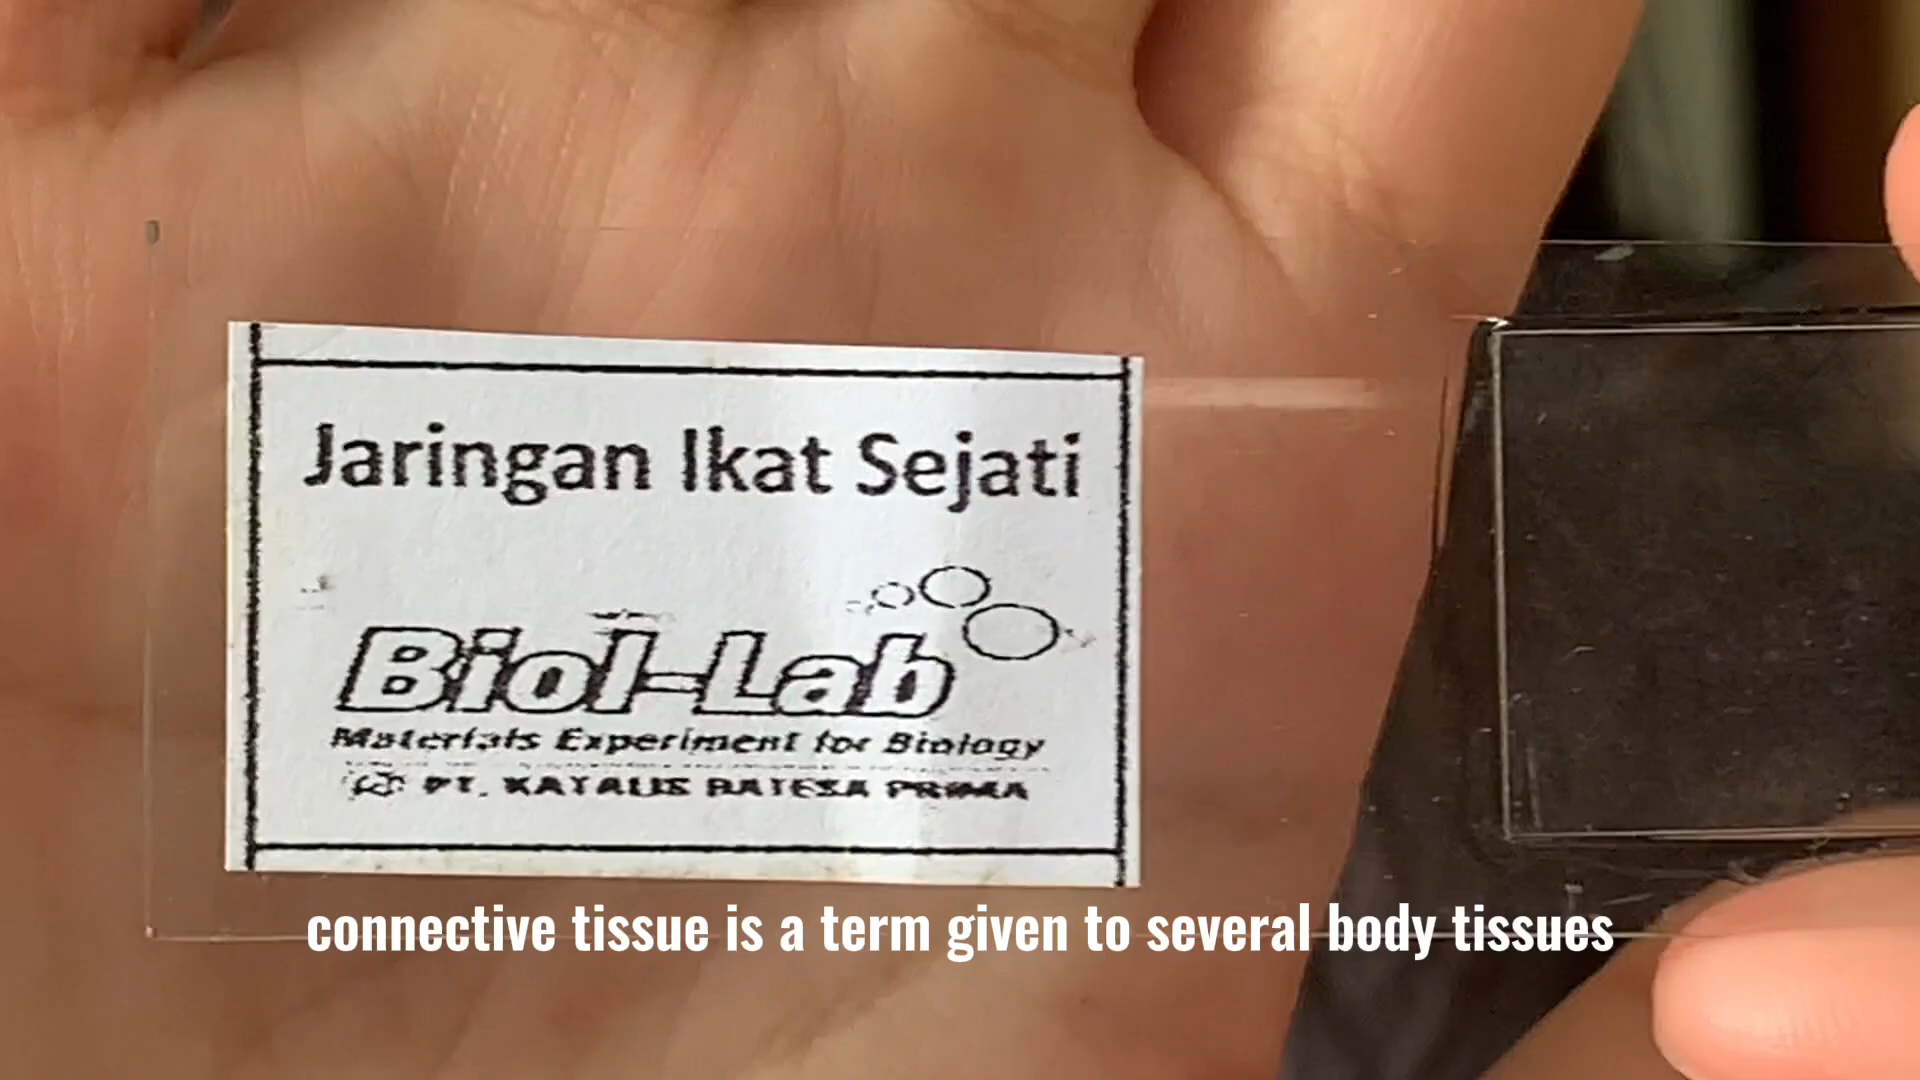 Jaringan Ikat Sejati
Biol-Lab
Materials Experiment for Biology
PT. KATALIS RATESA PRIMA
connective tissue is a term given to several body tissues